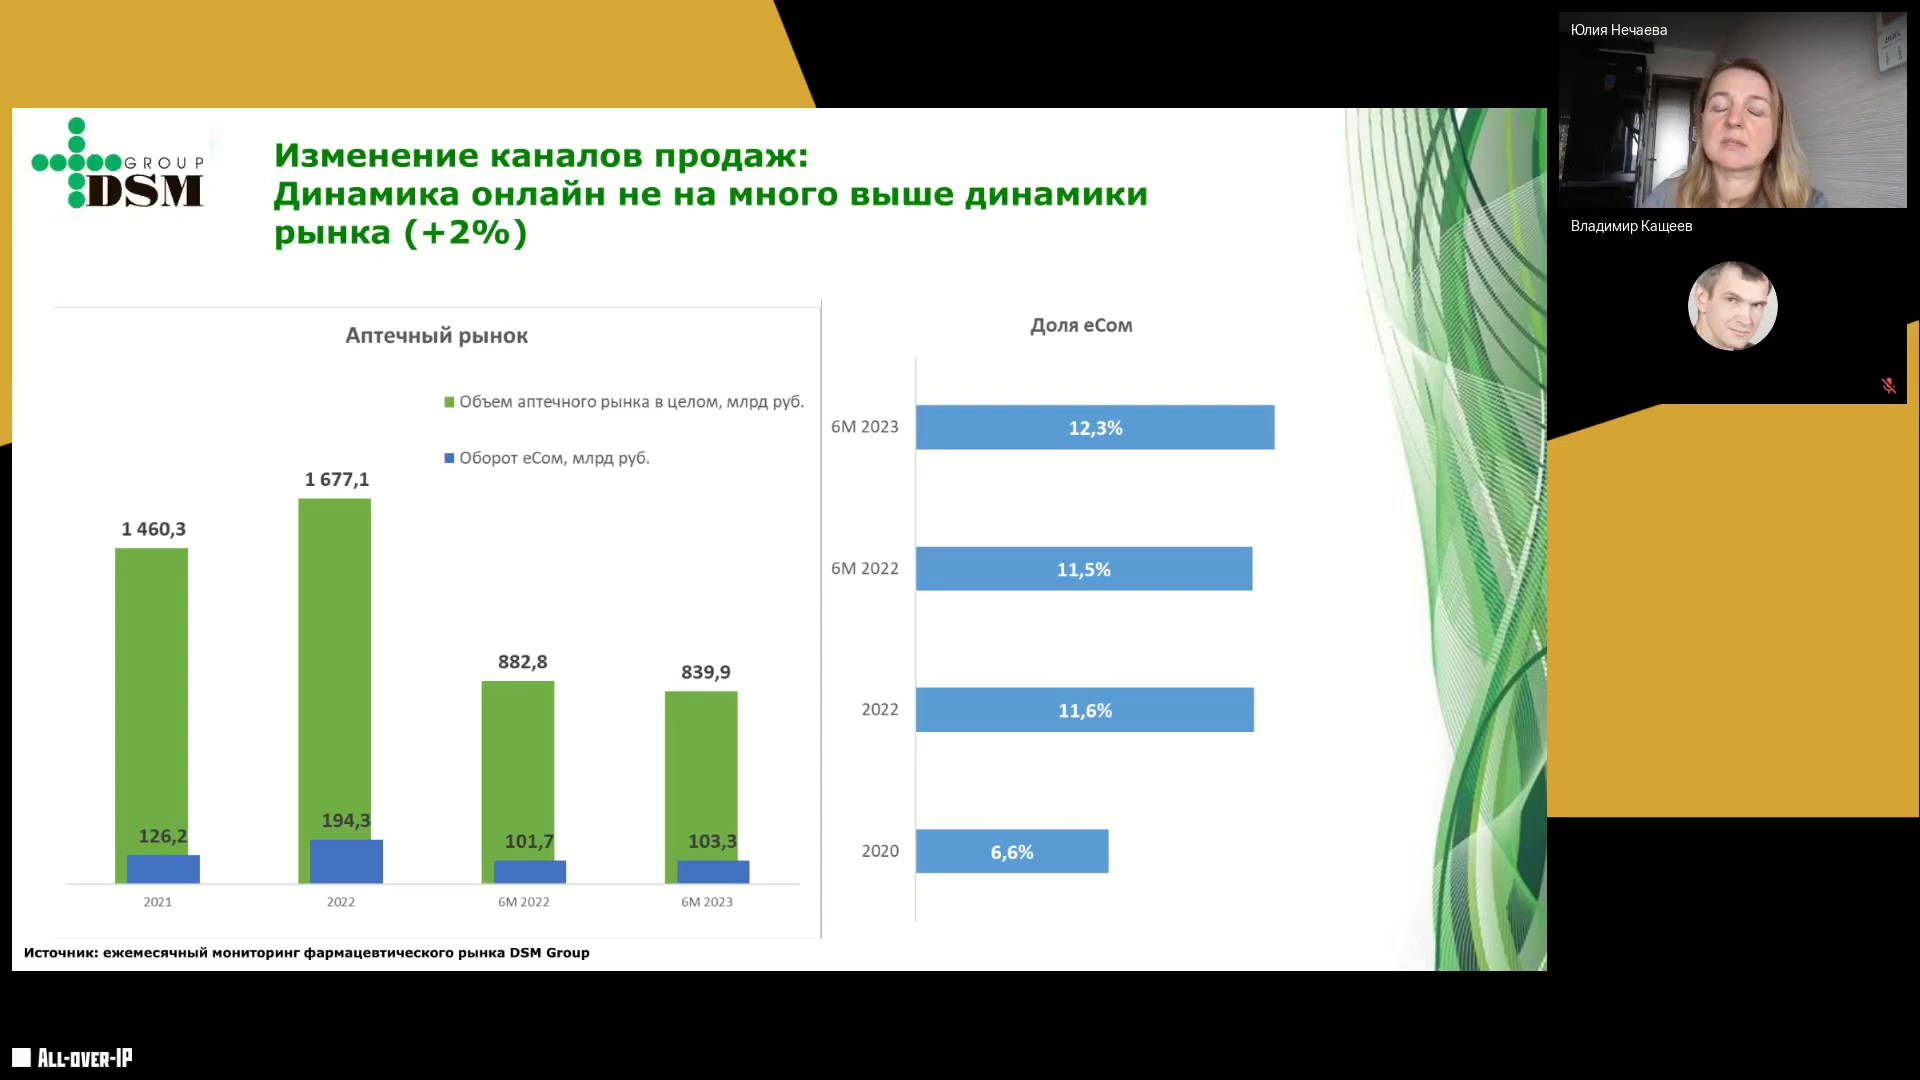 GROUP
DSM
Изменение каналов продаж:
Динамика онлайн не на много выше динамики
рынка (+2%)
Аптечный рынок
Объем аптечного рынка в целом, млрд руб.
Оборот eCom, млрд руб.
1 460,3
1 677,1
882,8
839,9
126,2
194,3
101,7
103,3
2021
2022
6М 2022
6М 2023
Доля eCom
6М 2023
12,3%
6М 2022
11,5%
2022
11,6%
2020
6,6%
Источник: ежемесячный мониторинг фармацевтического рынка DSM Group
Юлия Нечаева
Владимир Кащеев
ALL-OVER-IP